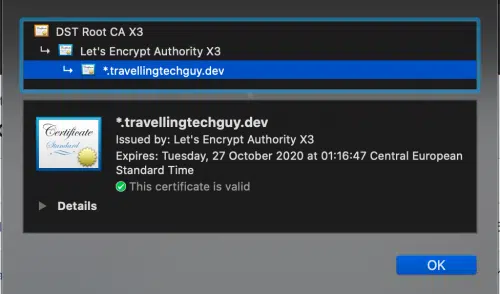 DST Root CA X3
Let's Encrypt Authority X3
*.travellingtechguy.dev
Certificate
Standard
*.travellingtechguy.dev
Issued by: Let's Encrypt Authority X3
Expires: Tuesday, 27 October 2020 at 01:16:47 Central European
Standard Time
This certificate is valid
Details
OK